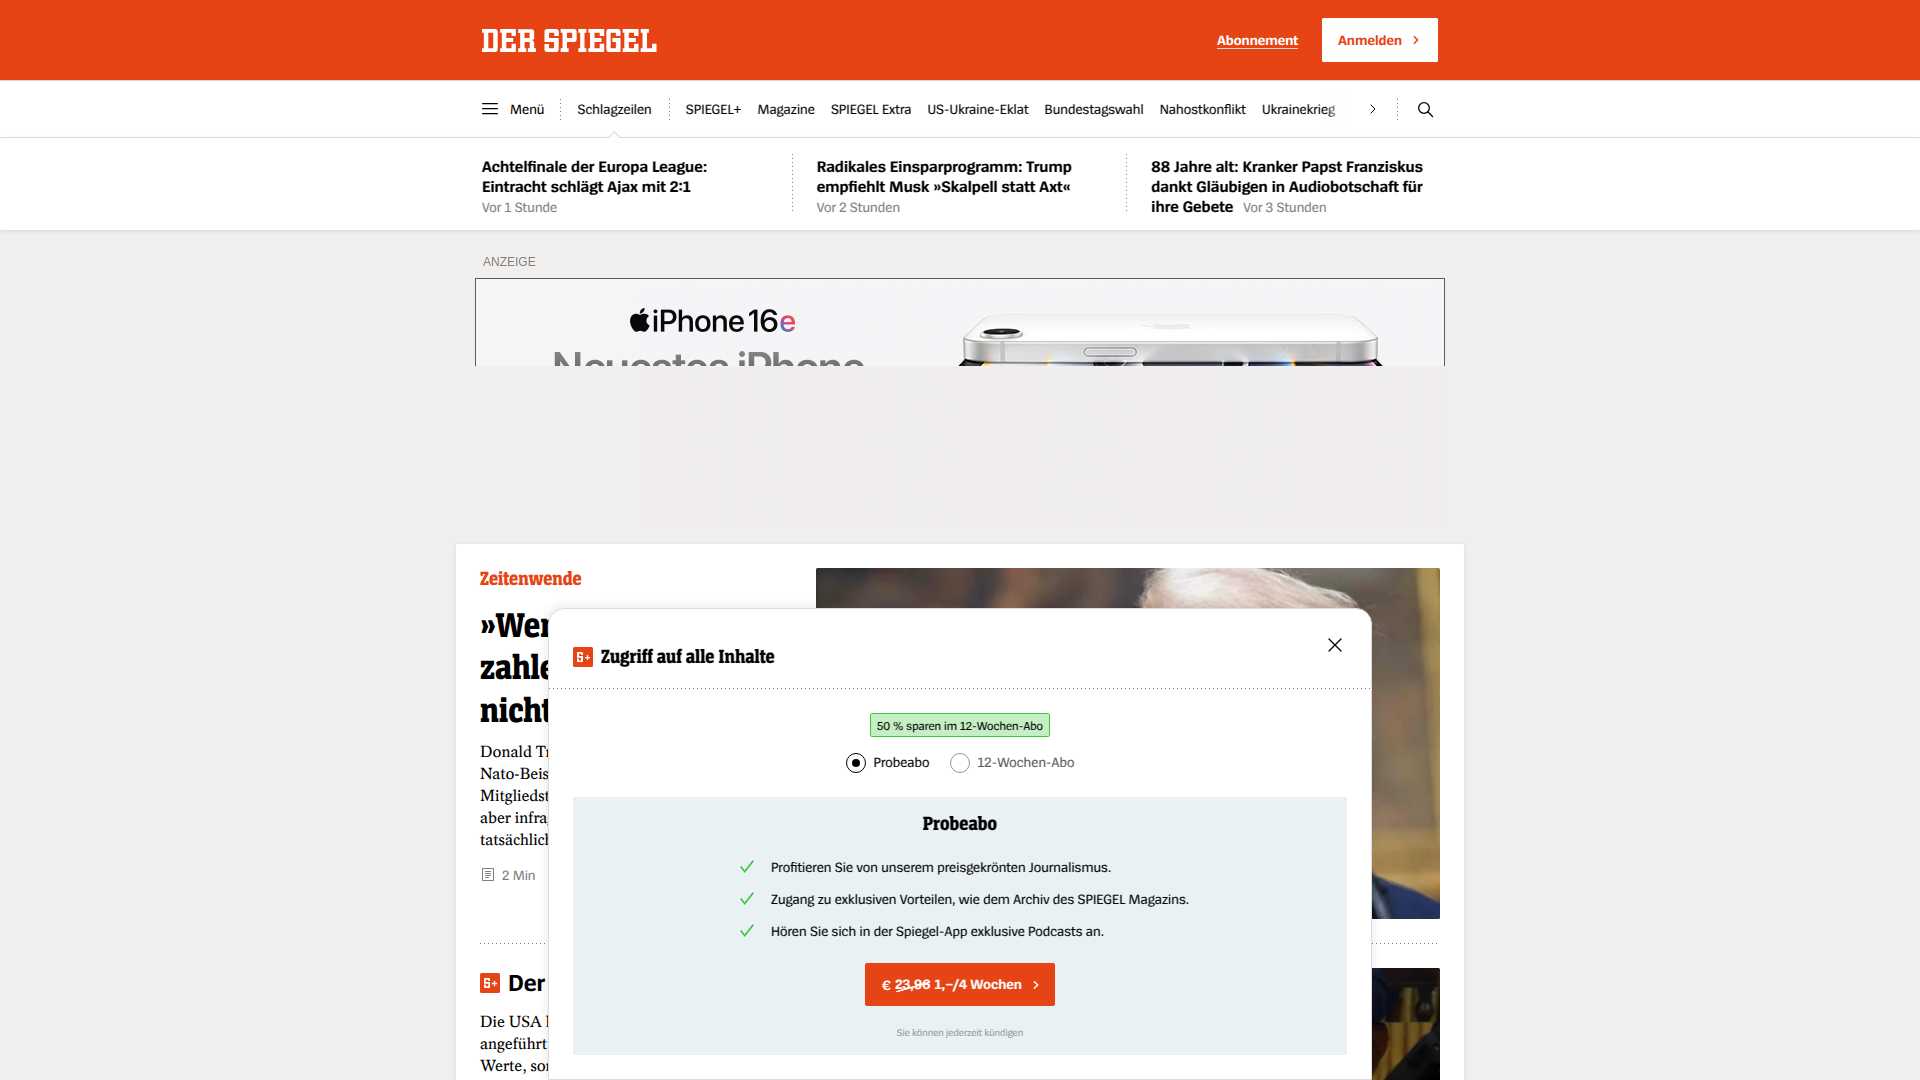 DER SPIEGEL
Abonnement
Anmelden
Menü
Schlagzeilen
SPIEGEL+
Magazine
SPIEGEL Extra
US-Ukraine-Eklat
Bundestagswahl
Nahostkonflikt
Ukrainekrieg
Achtelfinale der Europa League:
Eintracht schlägt Ajax mit 2:1
Vor 1 Stunde
Radikales Einsparprogramm: Trump
empfiehlt Musk »Skalpell statt Axt«
Vor 2 Stunden
88 Jahre alt: Kranker Papst Franziskus
dankt Gläubigen in Audiobotschaft für
ihre Gebete Vor 3 Stunden
ANZEIGE
iPhone 16e
Neuestes iPhone
Zeitenwende
»Wen
zahle
nicht
Donald Tr
Nato-Beis
Mitgliedst
aber infra
tatsächlich
2 Min
Zugriff auf alle Inhalte
50 % sparen im 12-Wochen-Abo
Probeabo
12-Wochen-Abo
Probeabo
Profitieren Sie von unserem preisgekrönten Journalismus.
Zugang zu exklusiven Vorteilen, wie dem Archiv des SPIEGEL Magazins.
Hören Sie sich in der Spiegel-App exklusive Podcasts an.
€ 23,96 1,–/4 Wochen
Sie können jederzeit kündigen
Der
Die USA
angeführt
Werte, so